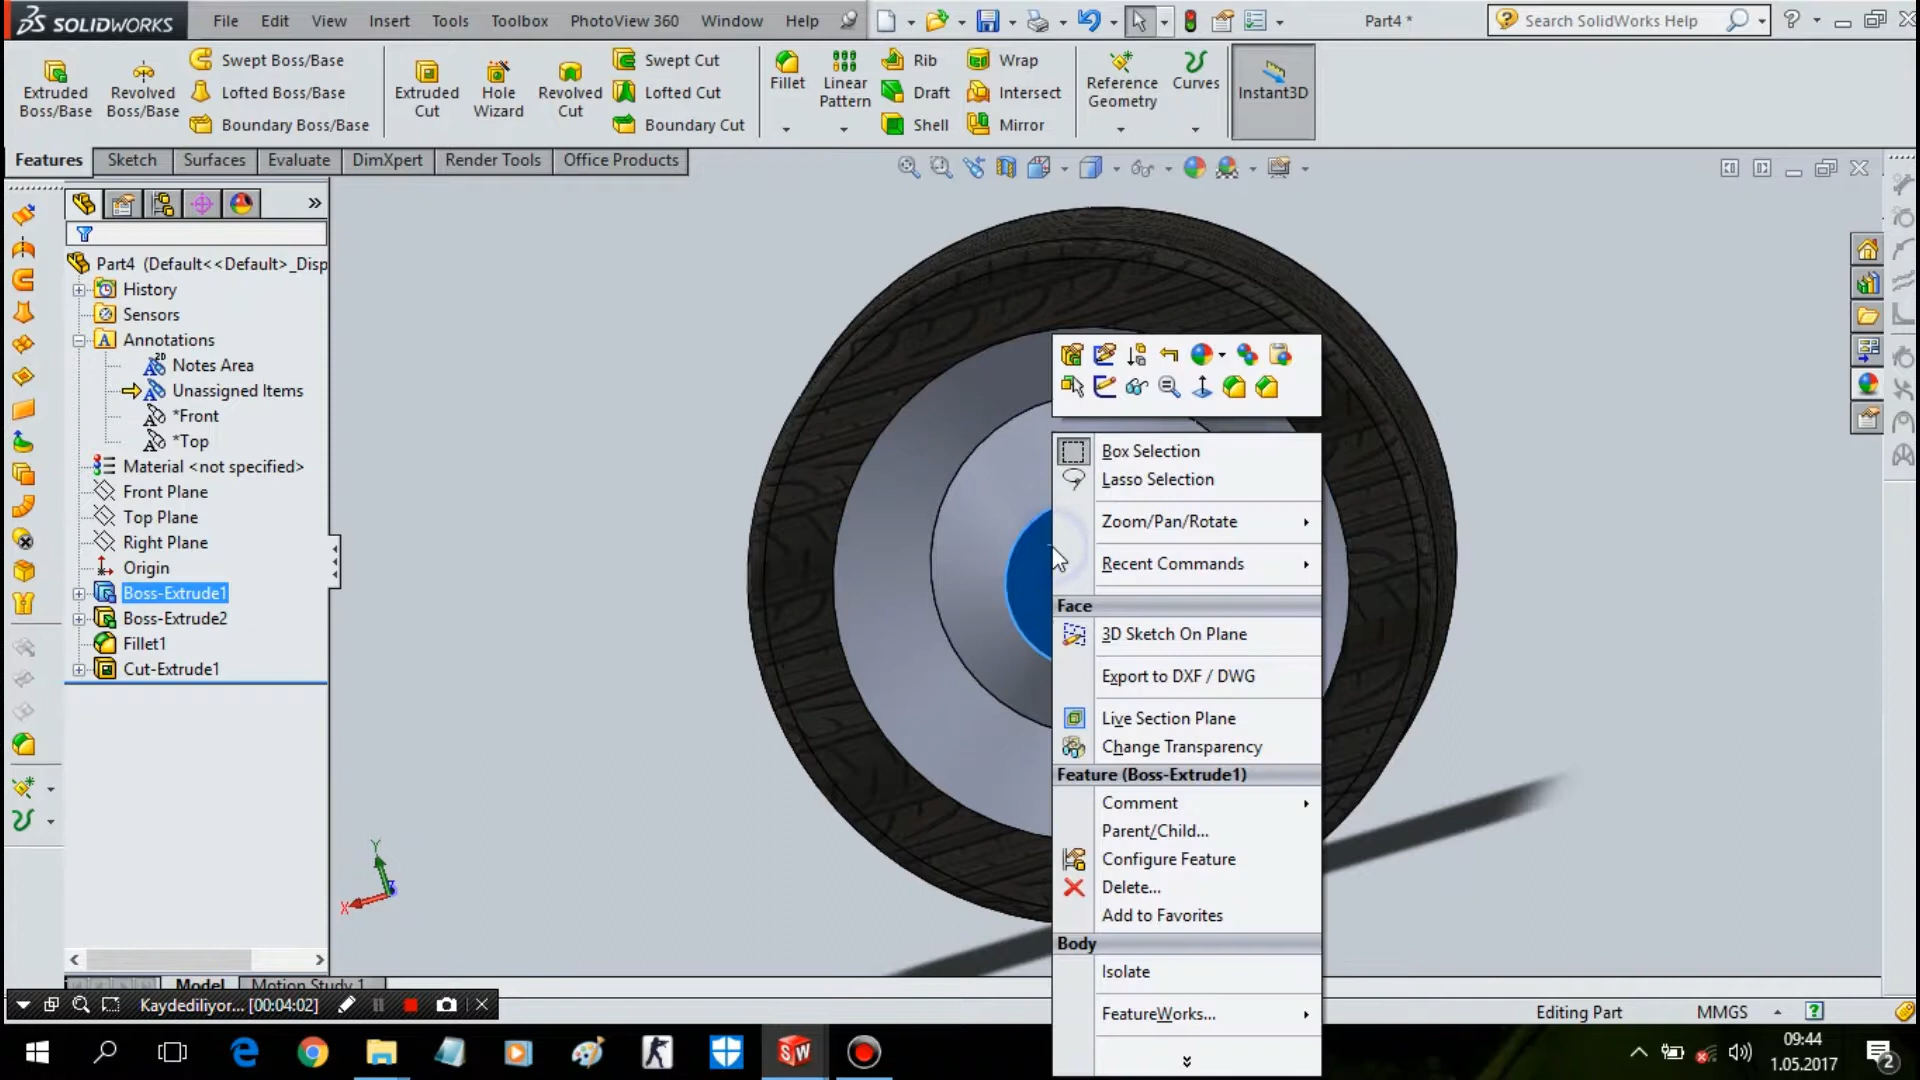 SOLIDWORKS
File Edit View Insert Tools Toolbox PhotoView 360 Window Help
Part4 *
Search SolidWorks Help
Extruded Boss/Base
Revolved Boss/Base
Swept Boss/Base
Lofted Boss/Base
Boundary Boss/Base
Extruded Cut
Hole Wizard
Revolved Cut
Swept Cut
Lofted Cut
Boundary Cut
Fillet
Linear Pattern
Rib
Draft
Shell
Wrap
Intersect
Mirror
Reference Geometry
Curves
Instant3D
Features Sketch Surfaces Evaluate DimXpert Render Tools Office Products
Part4 (Default<<Default>_Disp
History
Sensors
Annotations
Notes Area
Unassigned Items
*Front
*Top
Material <not specified>
Front Plane
Top Plane
Right Plane
Origin
Boss-Extrude1
Boss-Extrude2
Fillet1
Cut-Extrude1
Box Selection
Lasso Selection
Zoom/Pan/Rotate
Recent Commands
Face
3D Sketch On Plane
Export to DXF / DWG
Live Section Plane
Change Transparency
Feature (Boss-Extrude1)
Comment
Parent/Child...
Configure Feature
Delete...
Add to Favorites
Body
Isolate
FeatureWorks...
Y
X
Model Motion Study 1
Kaydediliyor... [00:04:02]
Editing Part
MMGS
09:44
1.05.2017
2